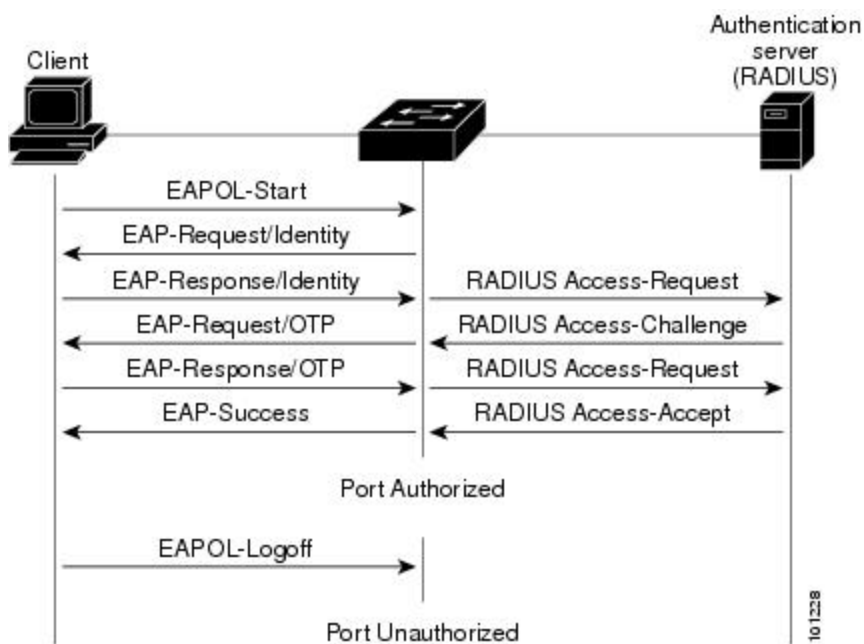 Client
Authentication
server
(RADIUS)
EAPOL-Start
EAP-Request/Identity
EAP-Response/Identity
RADIUS Access-Request
EAP-Request/OTP
RADIUS Access-Challenge
EAP-Response/OTP
RADIUS Access-Request
EAP-Success
RADIUS Access-Accept
Port Authorized
EAPOL-Logoff
Port Unauthorized
101228